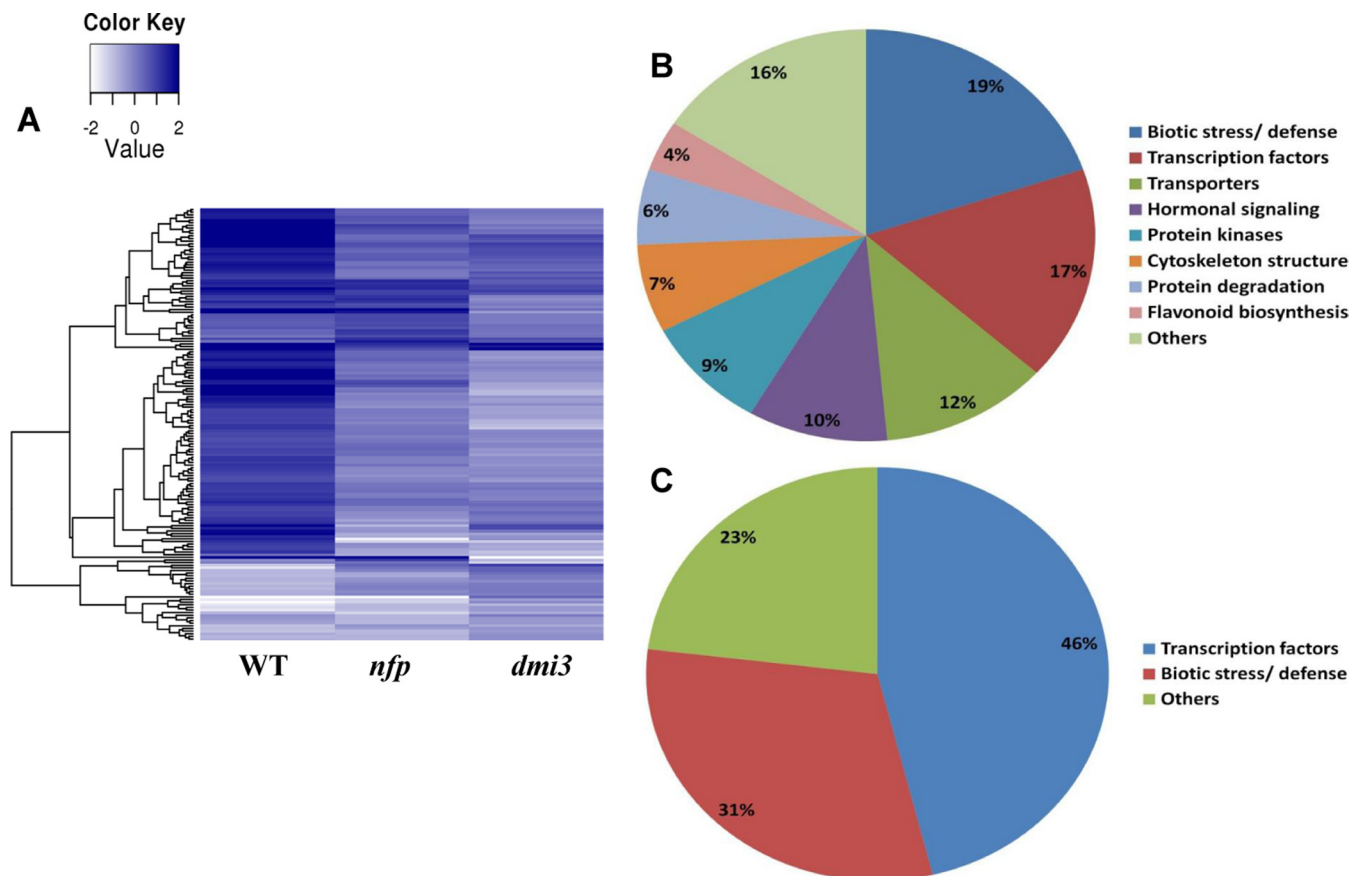 Color Key
-2 0 2
Value
A
WT nfp dmi3
B
19%
17%
12%
10%
9%
7%
6%
4%
16%
Biotic stress/ defense
Transcription factors
Transporters
Hormonal signaling
Protein kinases
Cytoskeleton structure
Protein degradation
Flavonoid biosynthesis
Others
C
46%
31%
23%
Transcription factors
Biotic stress/ defense
Others